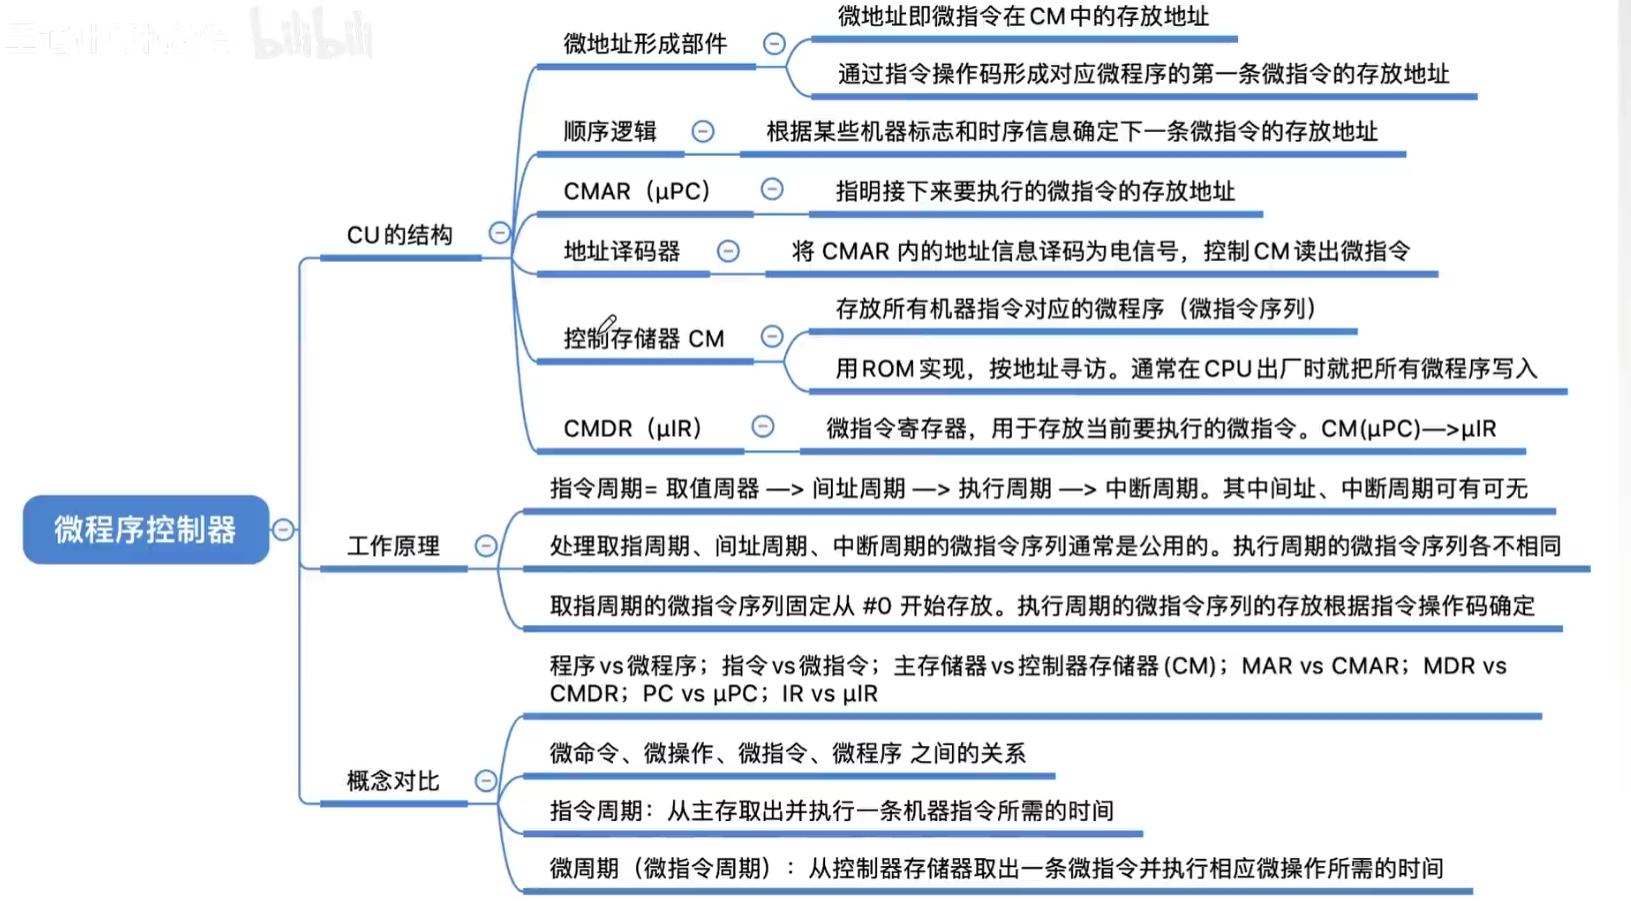 bilibili
微地址形成部件
微地址即微指令在CM中的存放地址
通过指令操作码形成对应微程序的第一条微指令的存放地址
顺序逻辑
根据某些机器标志和时序信息确定下一条微指令的存放地址
CMAR（μPC）
指明接下来要执行的微指令的存放地址
CU的结构
地址译码器
将 CMAR 内的地址信息译码为电信号，控制CM读出微指令
控制存储器 CM
存放所有机器指令对应的微程序（微指令序列）
用ROM实现，按地址寻访。通常在CPU出厂时就把所有微程序写入
CMDR（μIR）
微指令寄存器，用于存放当前要执行的微指令。CM(μPC)—>μIR
微程序控制器
工作原理
指令周期= 取值周器 —> 间址周期 —> 执行周期 —> 中断周期。其中间址、中断周期可有可无
处理取指周期、间址周期、中断周期的微指令序列通常是公用的。执行周期的微指令序列各不相同
取指周期的微指令序列固定从 #0 开始存放。执行周期的微指令序列的存放根据指令操作码确定
概念对比
程序vs微程序；指令vs微指令；主存储器vs控制器存储器(CM)；MAR vs CMAR；MDR vs
CMDR；PC vs μPC；IR vs μIR
微命令、微操作、微指令、微程序 之间的关系
指令周期：从主存取出并执行一条机器指令所需的时间
微周期（微指令周期）：从控制器存储器取出一条微指令并执行相应微操作所需的时间